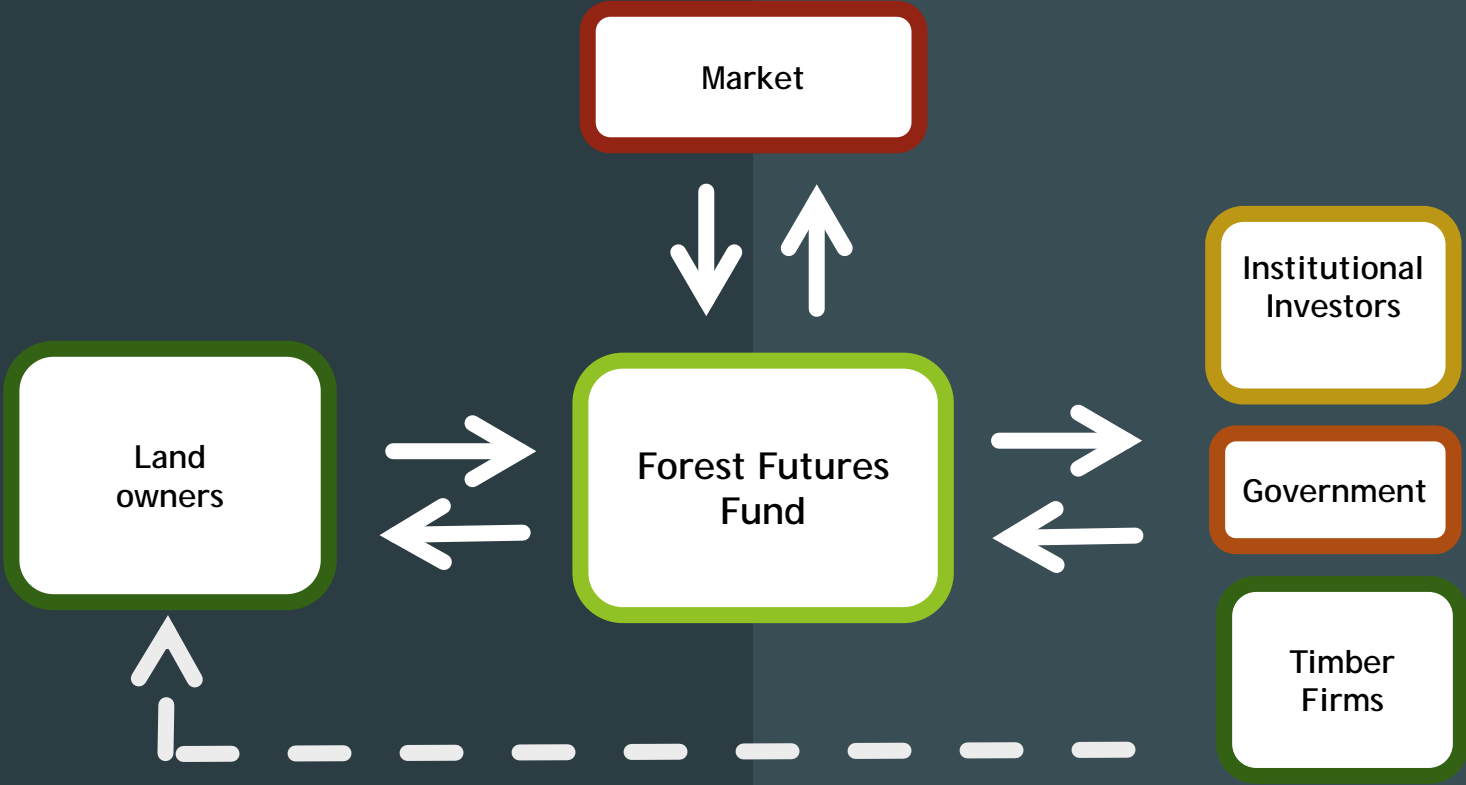 Market
Institutional
Investors
Land
owners
Forest Futures
Fund
Government
Timber
Firms